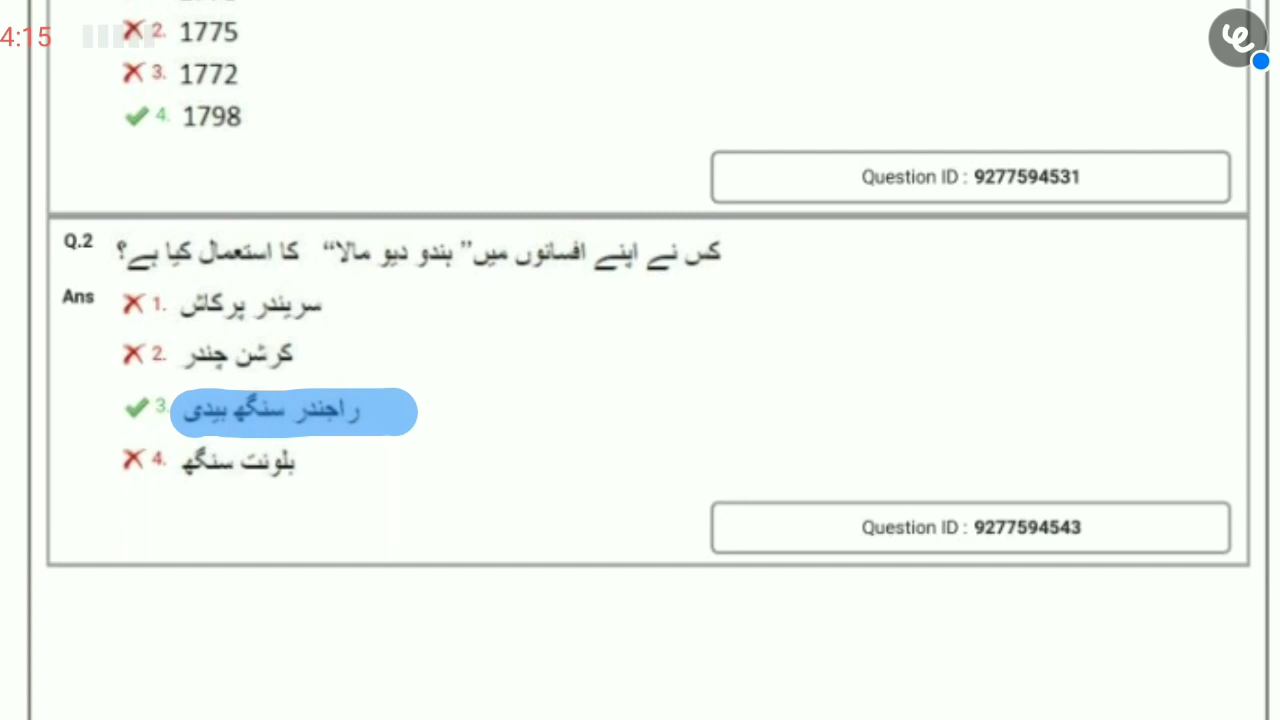 4:15
2. 1775
3. 1772
4. 1798
Question ID : 9277594531
Q.2 کس نے اپنے افسانوں میں” ہندو دیو مالا“ کا استعمال کیا ہے؟
Ans 1. سریندر پرکاش
2. کرشن چندر
3. راجندر سنگھ بیدی
4. بلونت سنگھ
Question ID : 9277594543